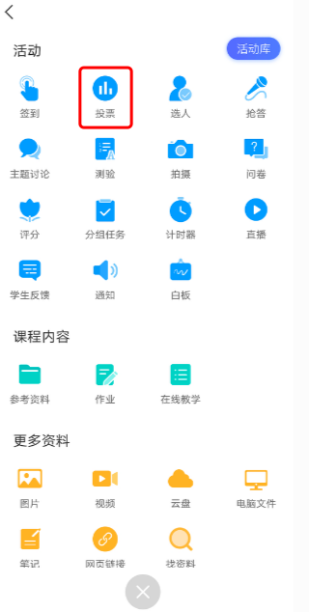 活动 活动库
签到 投票 选人 抢答
主题讨论 测验 拍摄 问卷
评分 分组任务 计时器 直播
学生反馈 通知 白板
课程内容
参考资料 作业 在线教学
更多资料
图片 视频 云盘 电脑文件
笔记 网页链接 找资料